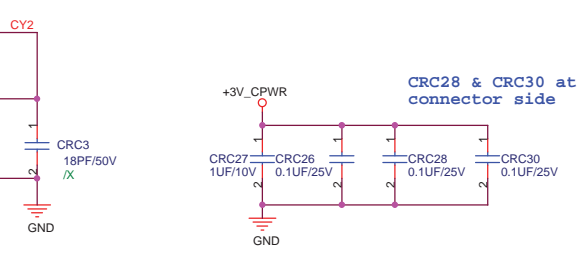 CY2
1
CRC3
18PF/50V
2
/X
GND
+3V_CPWR
CRC28 & CRC30 at
connector side
1 1 1 1
CRC27 CRC26 CRC28 CRC30
1UF/10V 0.1UF/25V 0.1UF/25V 0.1UF/25V
2 2 2 2
GND